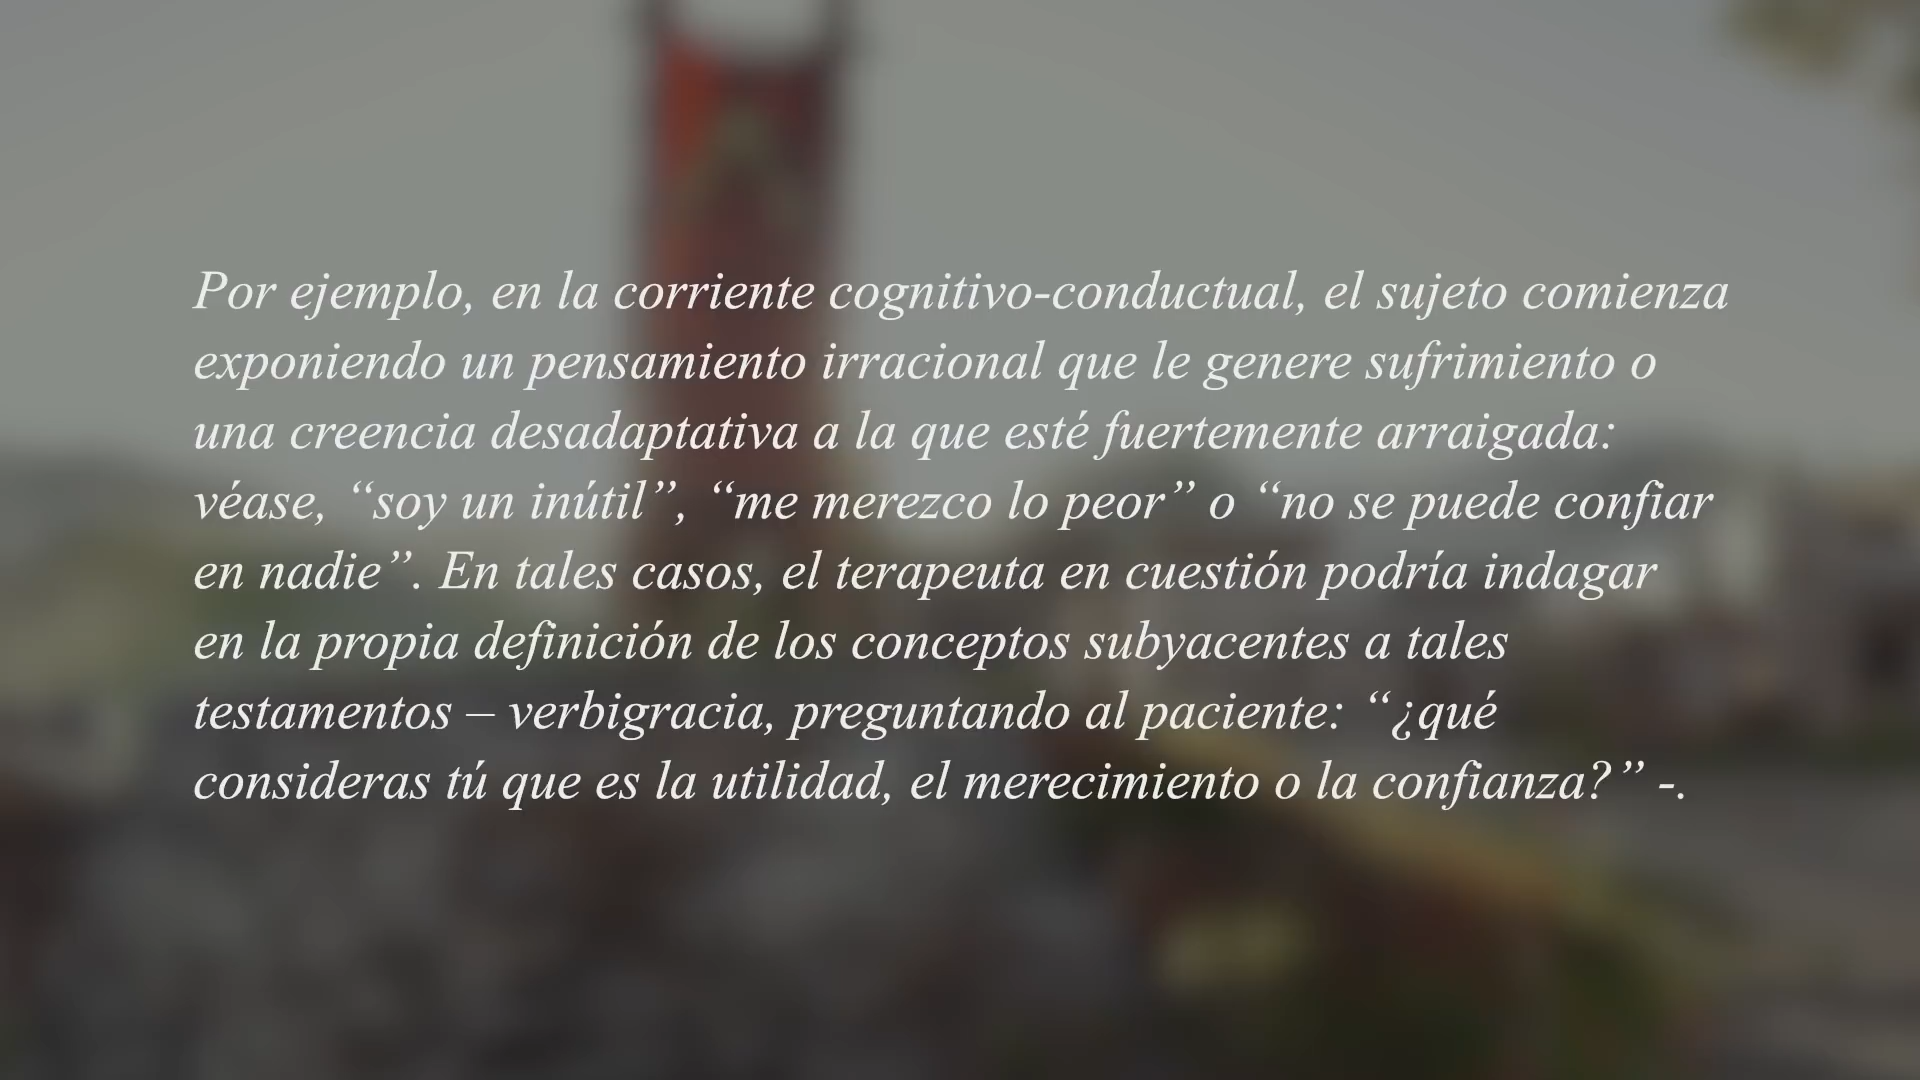 Por ejemplo, en la corriente cognitivo-conductual, el sujeto comienza
exponiendo un pensamiento irracional que le genere sufrimiento o
una creencia desadaptativa a la que esté fuertemente arraigada:
véase, “soy un inútil”, “me merezco lo peor” o “no se puede confiar
en nadie”. En tales casos, el terapeuta en cuestión podría indagar
en la propia definición de los conceptos subyacentes a tales
testamentos – verbigracia, preguntando al paciente: “¿qué
consideras tú que es la utilidad, el merecimiento o la confianza?” -.